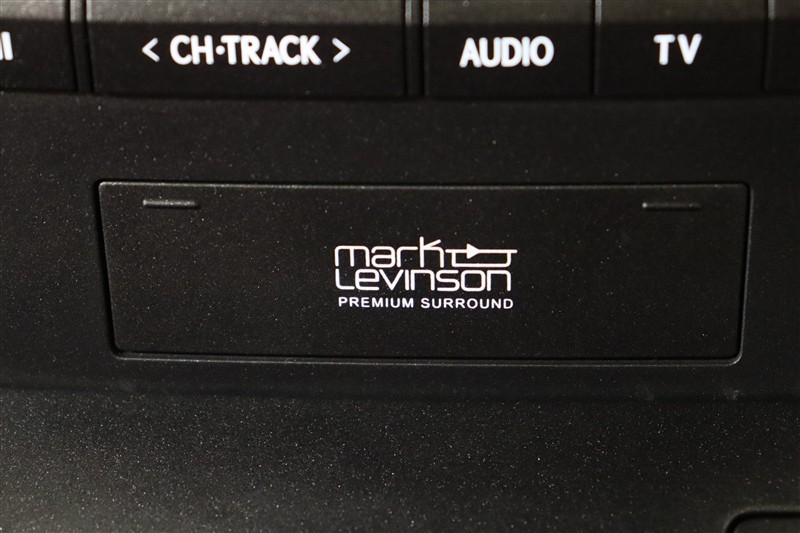 < CH·TRACK > AUDIO TV
mark
LEVINSON
PREMIUM SURROUND